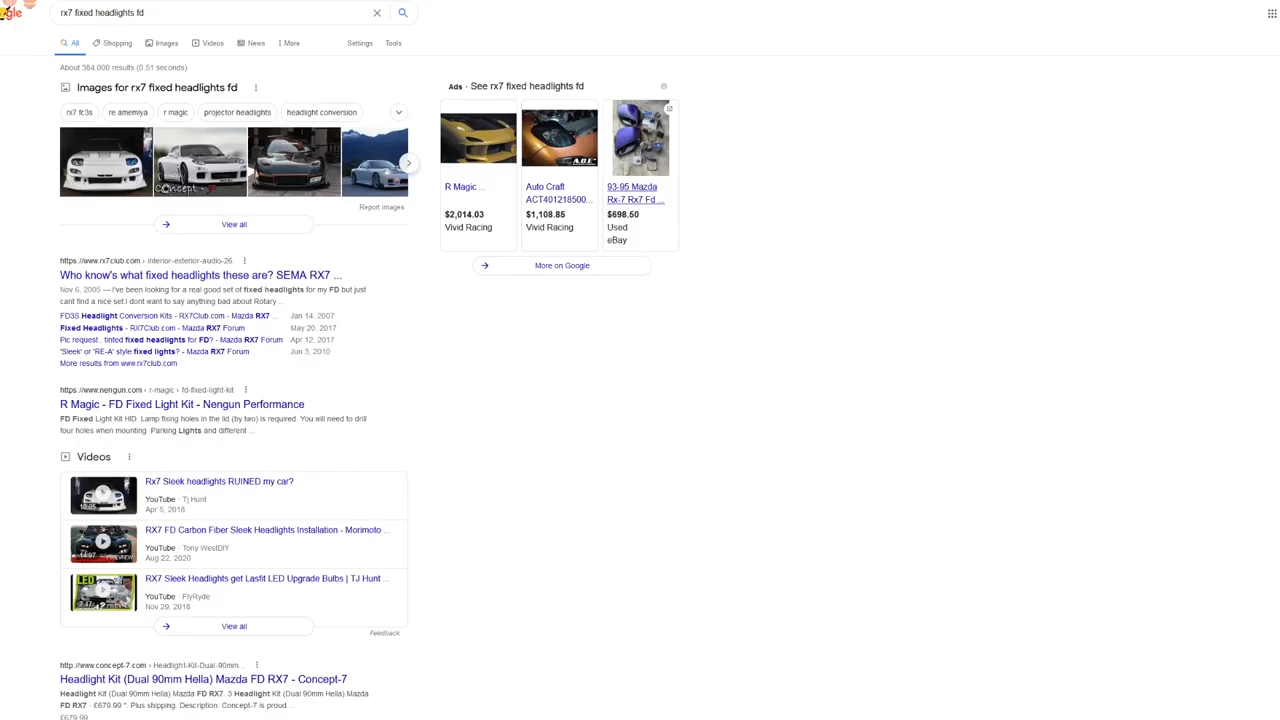 gle
rx7 fixed headlights fd
All
Shopping
Images
Videos
News
More
Settings
Tools
About 384,000 results (0.51 seconds)
Images for rx7 fixed headlights fd
rx7 fc3s
re amemiya
r magic
projector headlights
headlight conversion
Report images
View all
https://www.rx7club.com › interior-exterior-audio-26
Who know's what fixed headlights these are? SEMA RX7 ...
Nov 6, 2005 — I've been looking for a real good set of fixed headlights for my FD but just
cant find a nice set.I dont want to say anything bad about Rotary ...
FD3S Headlight Conversion Kits - RX7Club.com - Mazda RX7 ... Jan 14, 2007
Fixed Headlights - RX7Club.com - Mazda RX7 Forum May 20, 2017
Pic request.. tinted fixed headlights for FD? - Mazda RX7 Forum Apr 12, 2017
'Sleek' or 'RE-A' style fixed lights? - Mazda RX7 Forum Jun 3, 2010
More results from www.rx7club.com
https://www.nengun.com › r-magic › fd-fixed-light-kit
R Magic - FD Fixed Light Kit - Nengun Performance
FD Fixed Light Kit HID. Lamp fixing holes in the lid (by two) is required. You will need to drill
four holes when mounting. Parking Lights and different ...
Videos
10:05
Rx7 Sleek headlights RUINED my car?
YouTube · Tj Hunt
Apr 5, 2018
14:07
PREVIEW
RX7 FD Carbon Fiber Sleek Headlights Installation - Morimoto ...
YouTube · Tony WestDIY
Aug 22, 2020
LED
RX7 Sleek Headlights get Lasfit LED Upgrade Bulbs | TJ Hunt ...
YouTube · FlyRyde
Nov 29, 2018
View all
Feedback
http://www.concept-7.com › Headlight-Kit-Dual-90mm...
Headlight Kit (Dual 90mm Hella) Mazda FD RX7 - Concept-7
Headlight Kit (Dual 90mm Hella) Mazda FD RX7. 3 Headlight Kit (Dual 90mm Hella) Mazda
FD RX7 · £679.99 *. Plus shipping. Description. Concept-7 is proud ...
£679.99
Ads · See rx7 fixed headlights fd
R Magic ...
$2,014.03
Vivid Racing
Auto Craft
ACT401218500...
$1,108.85
Vivid Racing
93-95 Mazda
Rx-7 Rx7 Fd ...
$698.50
Used
eBay
More on Google